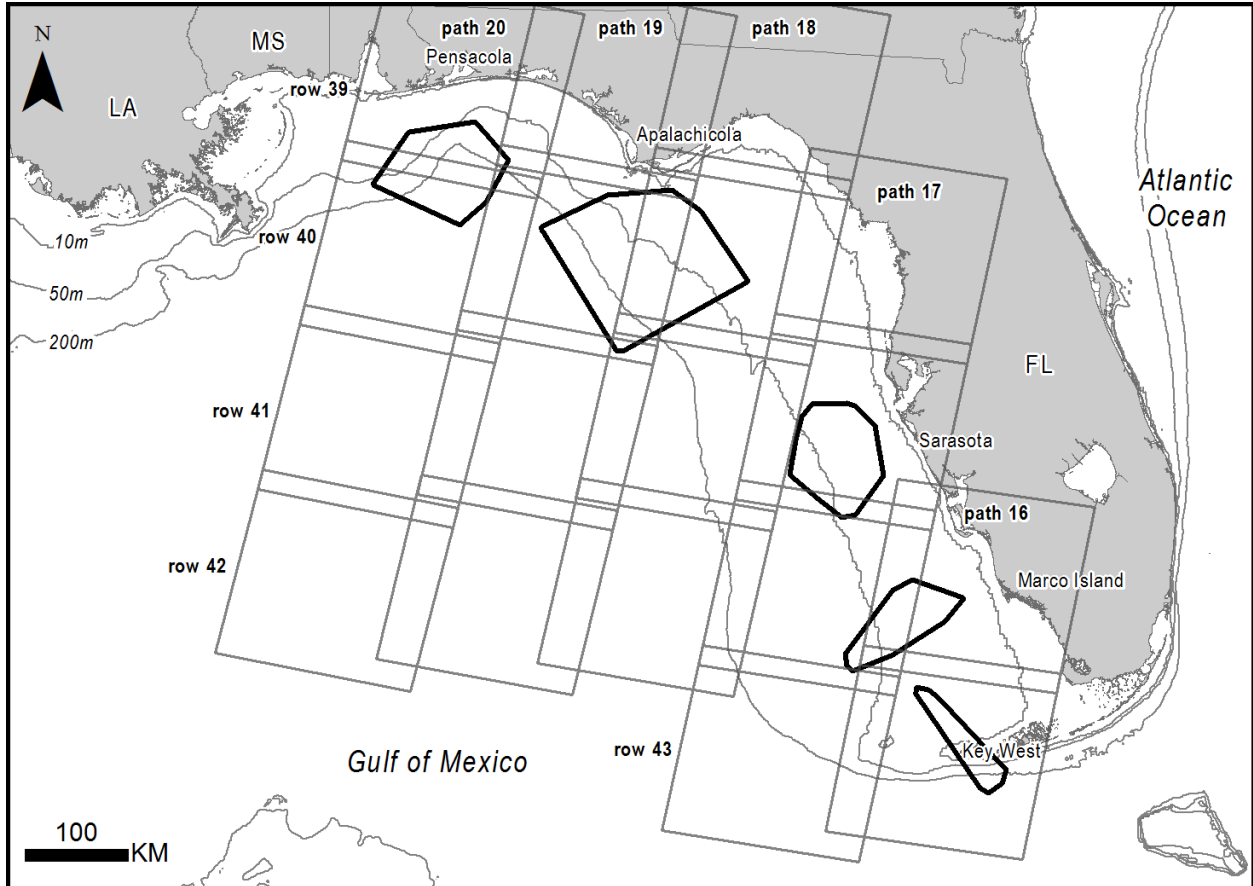 path 20
path 19
path 18
N
MS
Pensacola
row 39
LA
Apalachicola
Atlantic
Ocean
path 17
10m
row 40
50m
200m
FL
row 41
Sarasota
path 16
row 42
Marco Island
row 43
Key West
Gulf of Mexico
100
KM